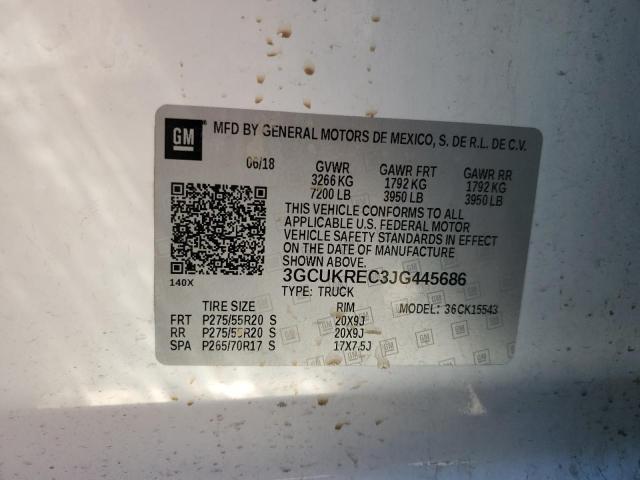 GM ® MFD BY GENERAL MOTORS DE MEXICO, S. DE R.L. DE C.V.
06/18 GVWR GAWR FRT GAWR RR
3266 KG 1792 KG 1792 KG
7200 LB 3950 LB 3950 LB
THIS VEHICLE CONFORMS TO ALL
APPLICABLE U.S. FEDERAL MOTOR
VEHICLE SAFETY STANDARDS IN EFFECT
ON THE DATE OF MANUFACTURE
SHOWN ABOVE.
140X
3GCUKREC3JG445686
TYPE: TRUCK
TIRE SIZE RIM MODEL: 36CK15543
FRT P275/55R20 S 20X9J
RR P275/55R20 S 20X9J
SPA P265/70R17 S 17X7.5J